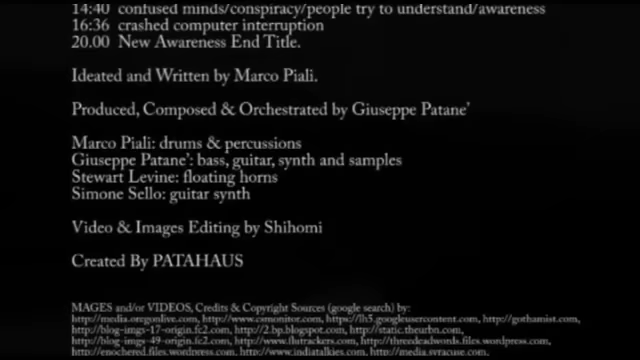 14:40 confused minds/conspiracy/people try to understand/awareness
16:36 crashed computer interruption
20.00 New Awareness End Title.
Ideated and Written by Marco Piali.
Produced, Composed & Orchestrated by Giuseppe Patane'
Marco Piali: drums & percussions
Giuseppe Patane': bass, guitar, synth and samples
Stewart Levine: floating horns
Simone Sello: guitar synth
Video & Images Editing by Shihomi
Created By PATAHAUS
MAGES and/or VIDEOS, Credits & Copyright Sources (google search) by:
http://media.oregonlive.com, http://www.csmonitor.com, https://lh5.googleusercontent.com, http://gothamist.com,
http://blog-imgs-17-origin.fc2.com, http://2.bp.blogspot.com, http://static.theurbn.com,
http://blog-imgs-49-origin.fc2.com, http://www.flutrackers.com, http://threedeadwords.files.wordpress.com,
http://enochered.files.wordpress.com, http://www.indiatalkies.com, http://media.syracuse.com